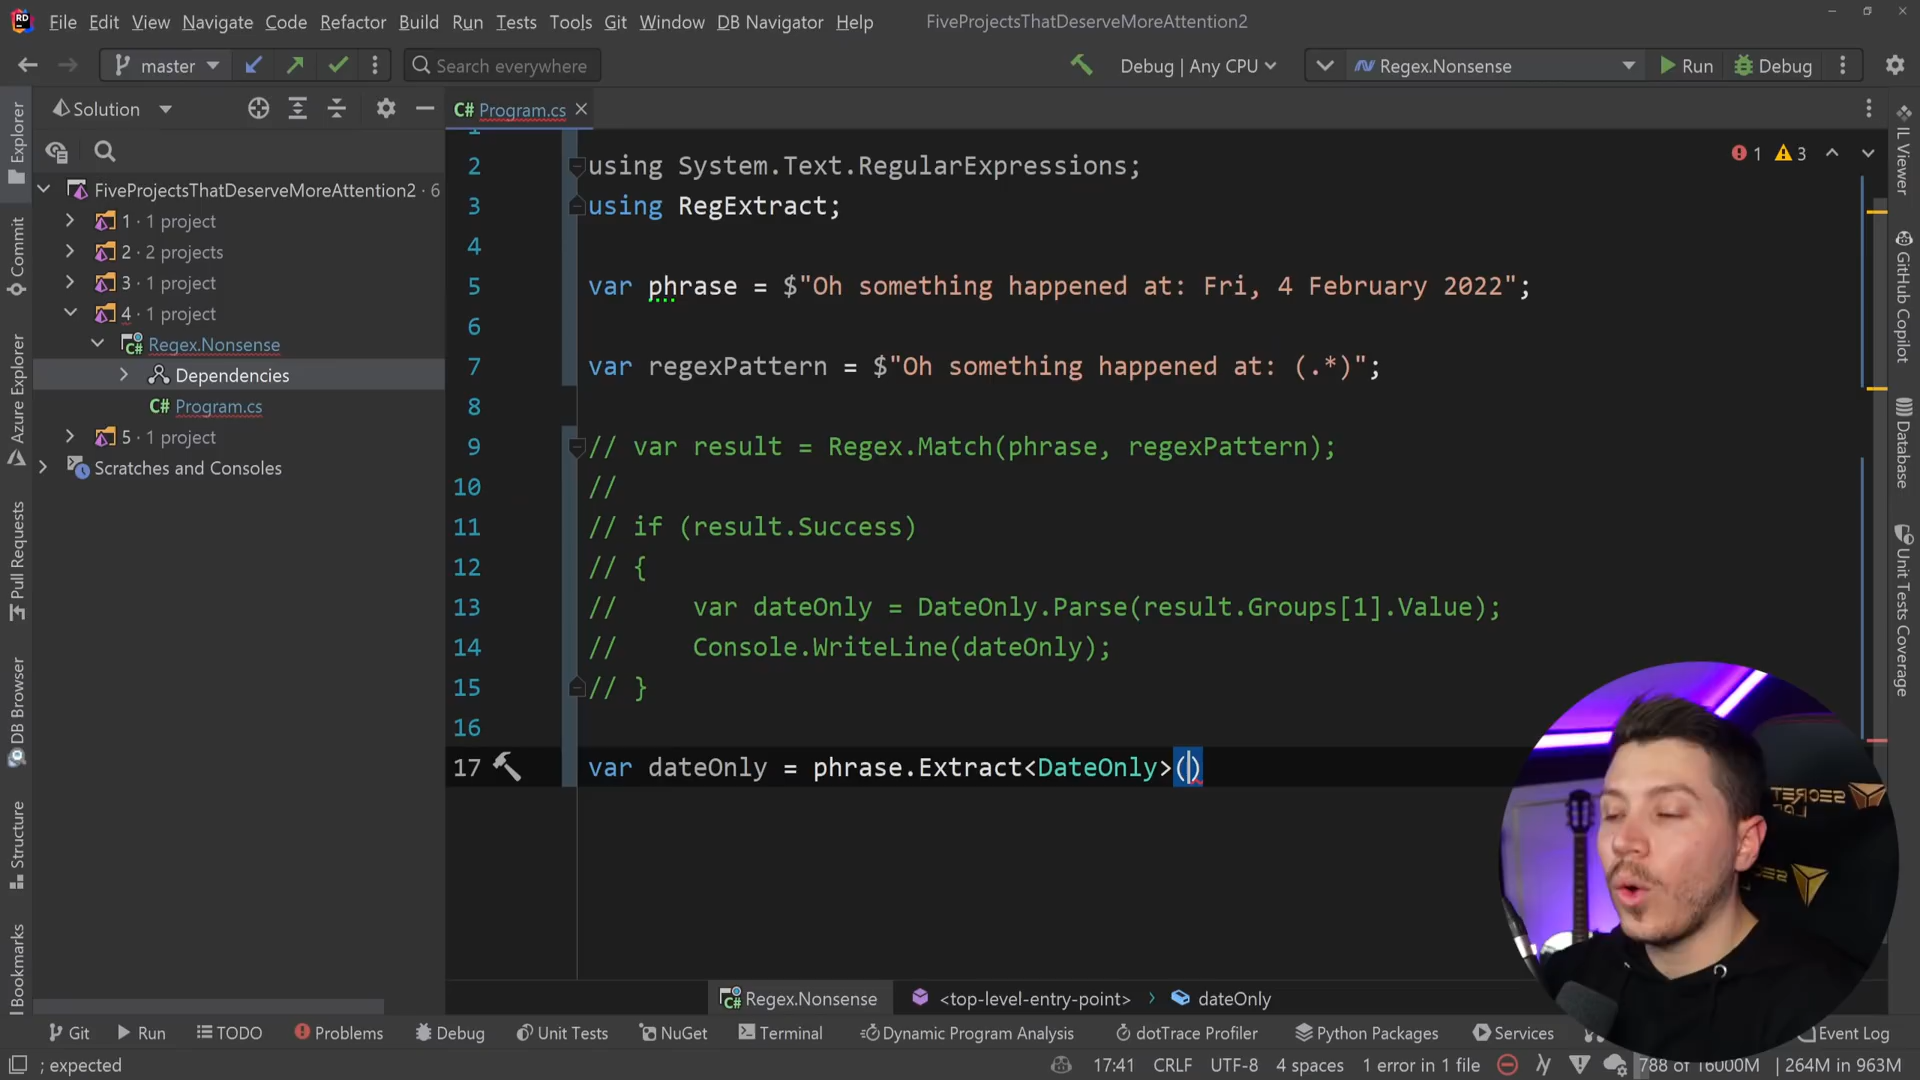 File Edit View Navigate Code Refactor Build Run Tests Tools Git Window DB Navigator Help FiveProjectsThatDeserveMoreAttention2
master Search everywhere Debug | Any CPU Regex.Nonsense Run Debug
Solution
C# Program.cs
1
2 using System.Text.RegularExpressions;
1 3
3 using RegExtract;
4
5 var phrase = $"Oh something happened at: Fri, 4 February 2022";
6
7 var regexPattern = $"Oh something happened at: (.*)";
8
9 // var result = Regex.Match(phrase, regexPattern);
10 //
11 // if (result.Success)
12 // {
13 //     var dateOnly = DateOnly.Parse(result.Groups[1].Value);
14 //     Console.WriteLine(dateOnly);
15 // }
16
17 var dateOnly = phrase.Extract<DateOnly>()
FiveProjectsThatDeserveMoreAttention2 · 6
1 · 1 project
2 · 2 projects
3 · 1 project
4 · 1 project
C# Regex.Nonsense
Dependencies
C# Program.cs
5 · 1 project
Scratches and Consoles
Explorer
Commit
Azure Explorer
Pull Requests
DB Browser
Structure
Bookmarks
IL Viewer
GitHub Copilot
Database
Unit Tests Coverage
SECRET
Regex.Nonsense <top-level-entry-point> dateOnly
Git Run TODO Problems Debug Unit Tests NuGet Terminal Dynamic Program Analysis dotTrace Profiler Python Packages Services Event Log
; expected 17:41 CRLF UTF-8 4 spaces 1 error in 1 file 788 of 16000M 264M in 963M